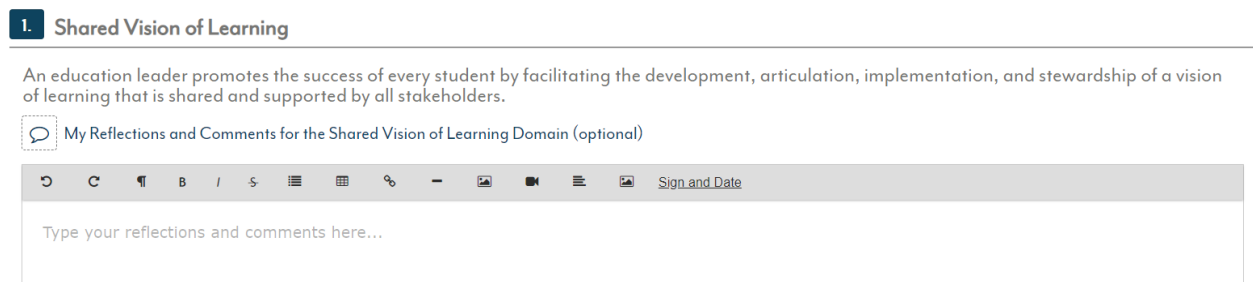 1. Shared Vision of Learning
An education leader promotes the success of every student by facilitating the development, articulation, implementation, and stewardship of a vision
of learning that is shared and supported by all stakeholders.
My Reflections and Comments for the Shared Vision of Learning Domain (optional)
B I S Sign and Date
Type your reflections and comments here...